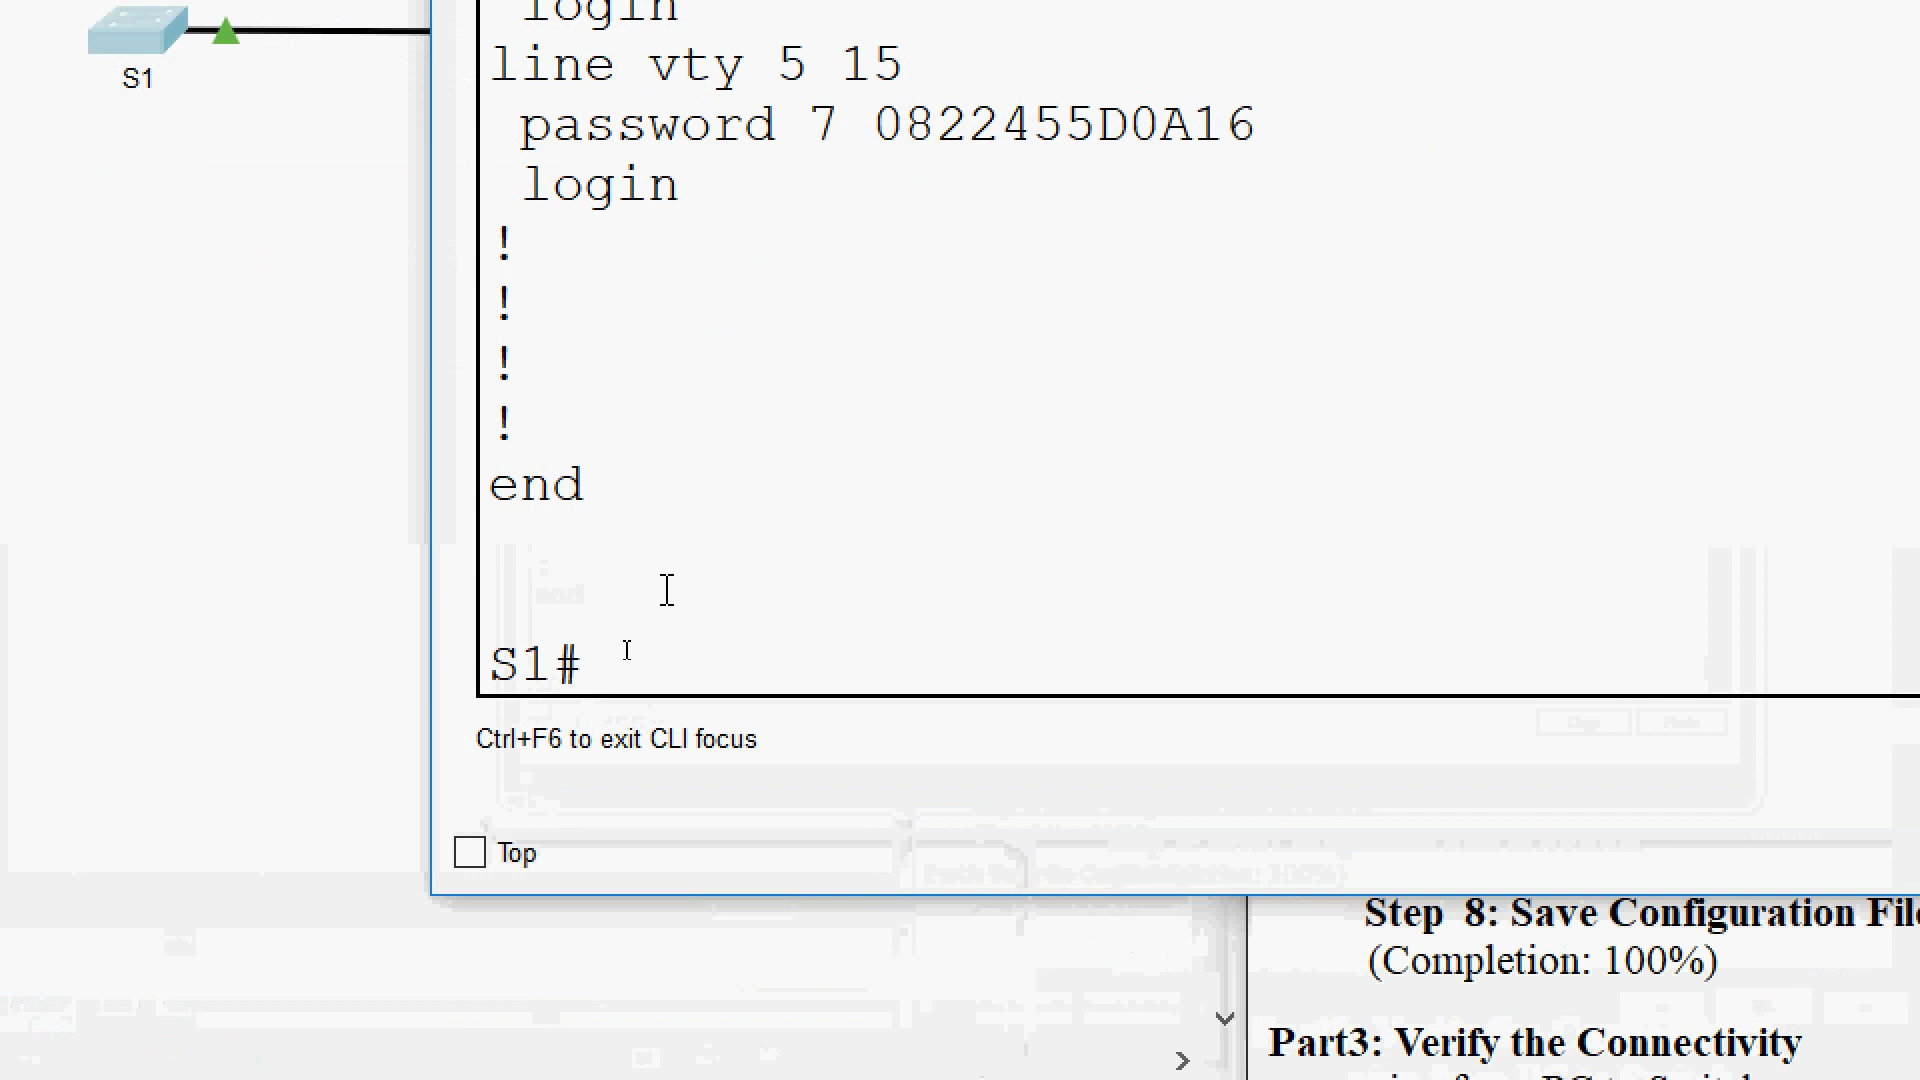 login
S1
line vty 5 15
password 7 0822455D0A16
login
!
!
!
!
end
S1#
Ctrl+F6 to exit CLI focus
Top
Step 8: Save Configuration
(Completion: 100%)
Part3: Verify the Connectivity